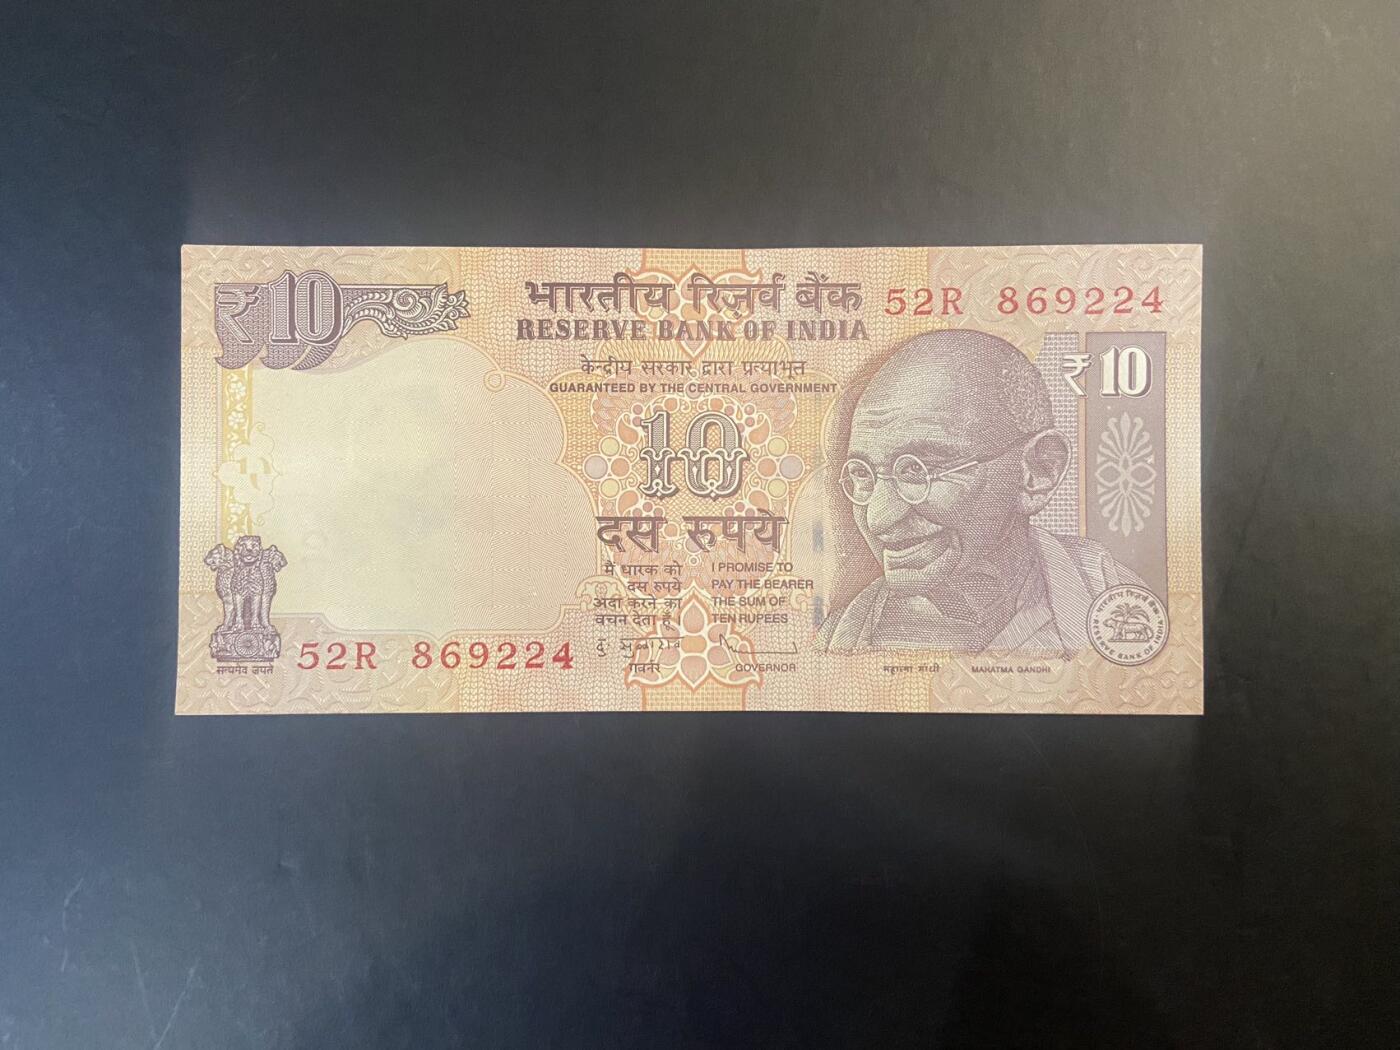 ₹10
भारतीय रिज़र्व बैंक
RESERVE BANK OF INDIA
52R 869224
केन्द्रीय सरकार द्वारा प्रत्याभूत
GUARANTEED BY THE CENTRAL GOVERNMENT
₹10
10
दस रुपये
मैं धारक को
दस रुपये
अदा करने का
वचन देता हूँ
I PROMISE TO
PAY THE BEARER
THE SUM OF
TEN RUPEES
गवर्नर
GOVERNOR
सत्यमेव जयते
52R 869224
महात्मा गांधी
MAHATMA GANDHI
भारतीय रिज़र्व बैंक
RESERVE BANK OF INDIA